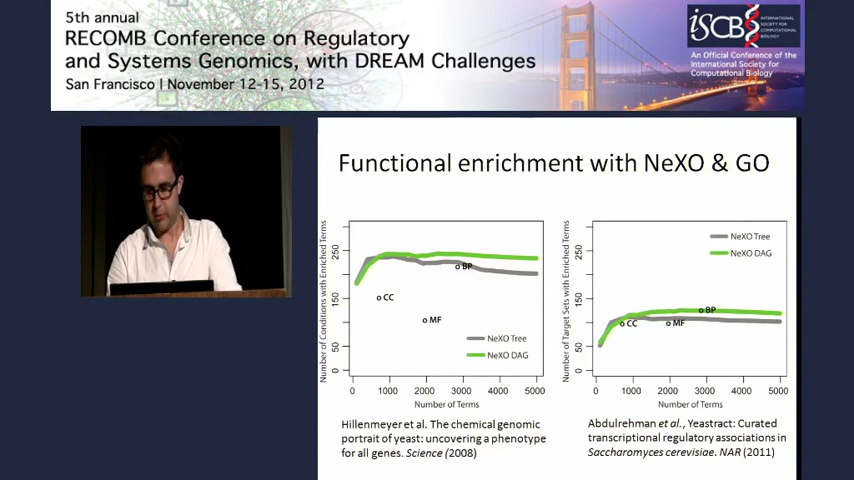 5th annual
RECOMB Conference on Regulatory
and Systems Genomics, with DREAM Challenges
San Francisco | November 12-15, 2012
iSCB
INTERNATIONAL
SOCIETY FOR
COMPUTATIONAL
BIOLOGY
An Official Conference of the
International Society for
Computational Biology
Functional enrichment with NeXO & GO
Number of Conditions with Enriched Terms
250
150
50
0
BP
CC
MF
NeXO Tree
NeXO DAG
0 1000 2000 3000 4000 5000
Number of Terms
Number of Target Sets with Enriched Terms
250
150
50
0
NeXO Tree
NeXO DAG
BP
CC
MF
0 1000 2000 3000 4000 5000
Number of Terms
Hillenmeyer et al. The chemical genomic
portrait of yeast: uncovering a phenotype
for all genes. Science (2008)
Abdulrehman et al., Yeastract: Curated
transcriptional regulatory associations in
Saccharomyces cerevisiae. NAR (2011)